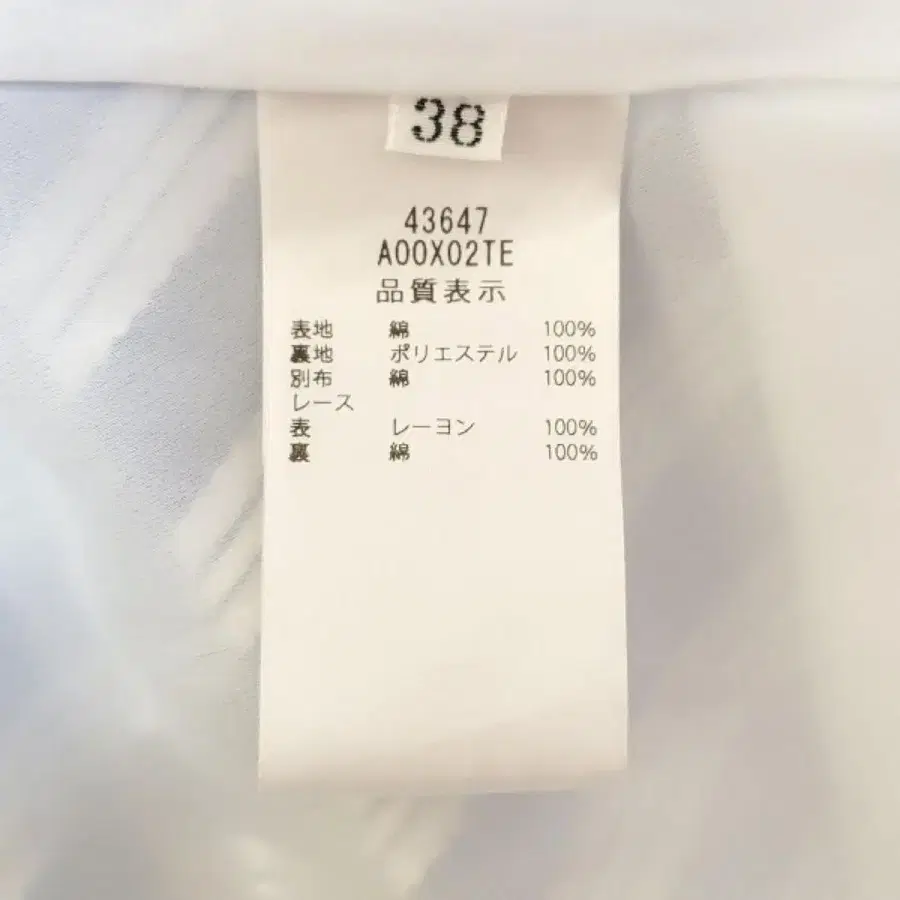 38
43647
A00X02TE
品質表示
表地 綿 100%
裏地 ポリエステル 100%
別布 綿 100%
レース
表 レーヨン 100%
裏 綿 100%